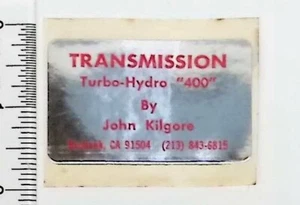 TRANSMISSION
Turbo-Hydro "400"
By
John Kilgore
CA 91504 (213) 843-6815